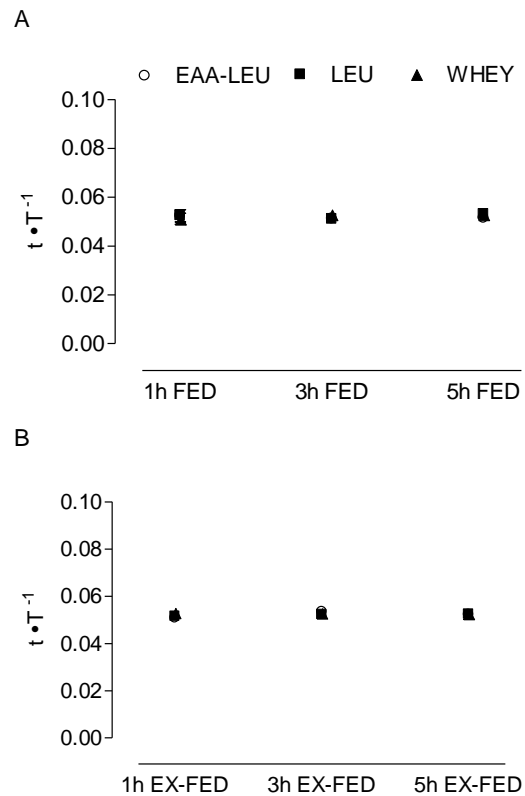 A
EAA-LEU LEU WHEY
0.10
0.08
0.06
0.04
0.02
0.00
t•T⁻¹
1h FED 3h FED 5h FED
B
0.10
0.08
0.06
0.04
0.02
0.00
t•T⁻¹
1h EX-FED 3h EX-FED 5h EX-FED